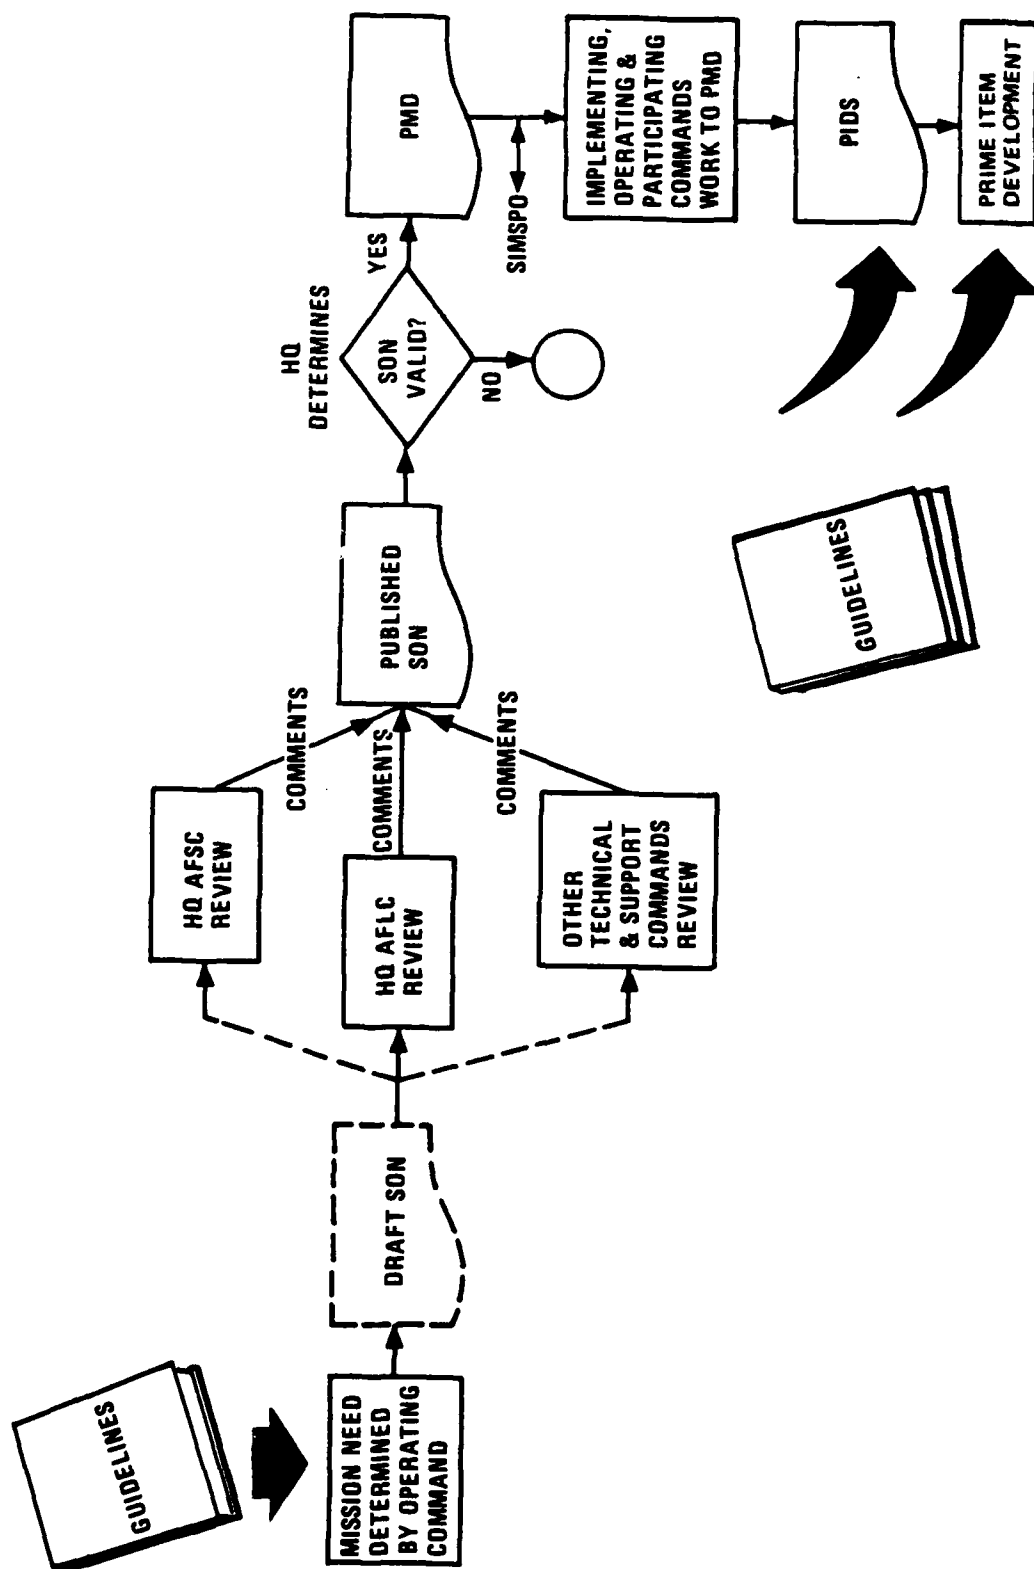 GUIDELINES
MISSION NEED
DETERMINED
BY OPERATING
COMMAND
DRAFT SON
HQ AFSC
REVIEW
HQ AFLC
REVIEW
OTHER
TECHNICAL
& SUPPORT
COMMANDS
REVIEW
COMMENTS
COMMENTS
COMMENTS
PUBLISHED
SON
HQ
DETERMINES
SON
VALID?
YES
NO
PMD
SIMSPO
IMPLEMENTING,
OPERATING &
PARTICIPATING
COMMANDS
WORK TO PMD
PIDS
PRIME ITEM
DEVELOPMENT
GUIDELINES